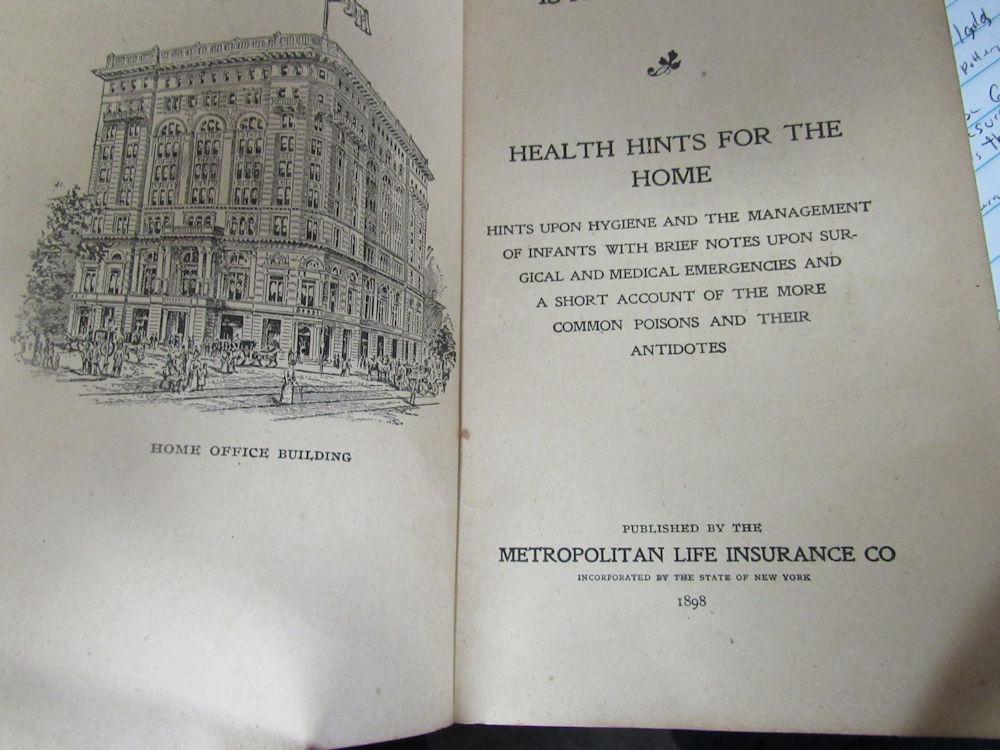 HOME OFFICE BUILDING
HEALTH HINTS FOR THE
HOME
HINTS UPON HYGIENE AND THE MANAGEMENT
OF INFANTS WITH BRIEF NOTES UPON SUR-
GICAL AND MEDICAL EMERGENCIES AND
A SHORT ACCOUNT OF THE MORE
COMMON POISONS AND THEIR
ANTIDOTES
PUBLISHED BY THE
METROPOLITAN LIFE INSURANCE CO
INCORPORATED BY THE STATE OF NEW YORK
1898